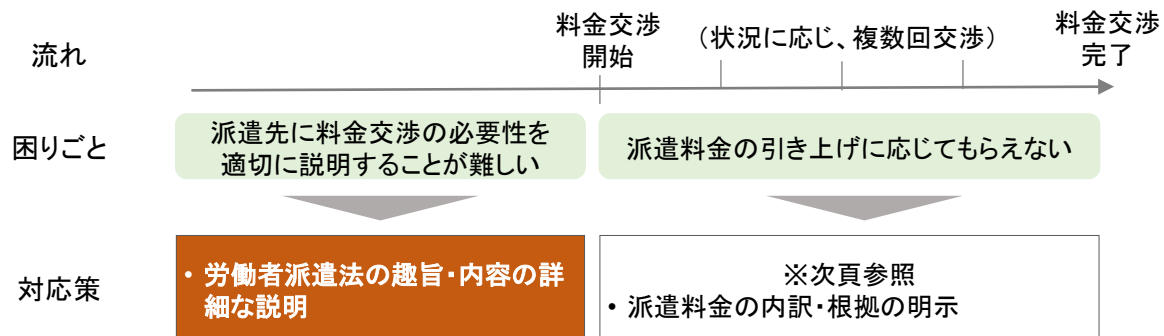 流れ
料金交渉
開始
（状況に応じ、複数回交渉）
料金交渉
完了
困りごと
派遣先に料金交渉の必要性を
適切に説明することが難しい
派遣料金の引き上げに応じてもらえない
対応策
• 労働者派遣法の趣旨・内容の詳
細な説明
※次頁参照
• 派遣料金の内訳・根拠の明示